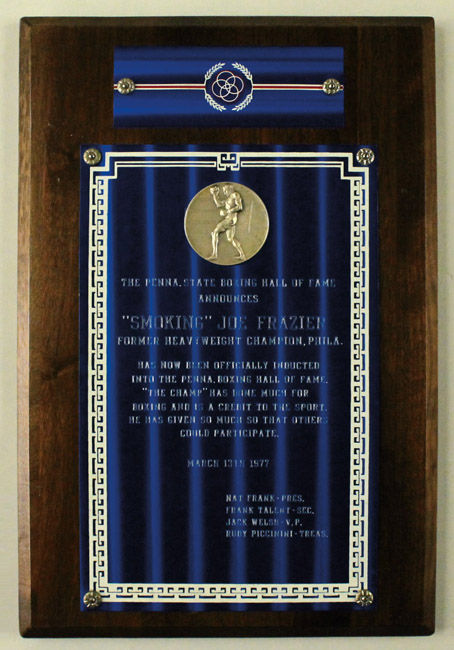 THE PENNA. STATE BOXING HALL OF FAME
ANNOUNCES
"SMOKING" JOE FRAZIER
FORMER HEAVYWEIGHT CHAMPION, PHILA.
HAS NOW BEEN OFFICIALLY INDUCTED
INTO THE PENNA. BOXING HALL OF FAME.
"THE CHAMP" HAS DONE MUCH FOR
BOXING AND IS A CREDIT TO THE SPORT.
HE HAS GIVEN SO MUCH SO THAT OTHERS
COULD PARTICIPATE.
MARCH 13TH 1977
NAT FRANK - PRES.
FRANK TALENT - SEC.
JACK WELSH - V.P.
RUDY PICCININI - TREAS.